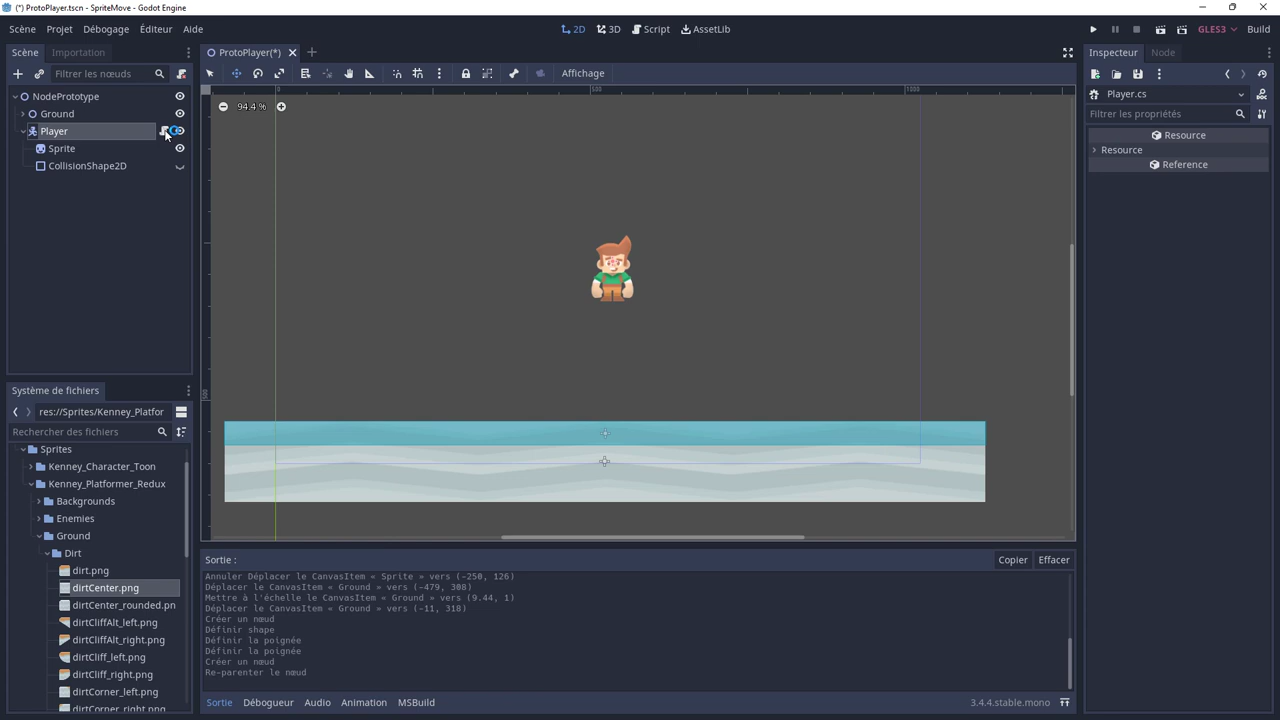 (*) ProtoPlayer.tscn - SpriteMove - Godot Engine
Scène Projet Débogage Éditeur Aide
2D 3D Script AssetLib
GLES3 Build
Scène Importation
ProtoPlayer(*)
Inspecteur Node
Filtrer les nœuds
Affichage
NodePrototype
Ground
Player
Sprite
CollisionShape2D
94.4 %
0 500 1000
500
Player.cs
Filtrer les propriétés
Resource
Resource
Reference
Système de fichiers
res://Sprites/Kenney_Platfor
Rechercher des fichiers
Sprites
Kenney_Character_Toon
Kenney_Platformer_Redux
Backgrounds
Enemies
Ground
Dirt
dirt.png
dirtCenter.png
dirtCenter_rounded.pn
dirtCliffAlt_left.png
dirtCliffAlt_right.png
dirtCliff_left.png
dirtCliff_right.png
dirtCorner_left.png
dirtCorner_right.png
Sortie :
Copier Effacer
Annuler Déplacer le CanvasItem « Sprite » vers (-250, 126)
Déplacer le CanvasItem « Ground » vers (-479, 308)
Mettre à l'échelle le CanvasItem « Ground » vers (9.44, 1)
Déplacer le CanvasItem « Ground » vers (-11, 318)
Créer un nœud
Définir shape
Définir la poignée
Définir la poignée
Créer un nœud
Re-parenter le nœud
Sortie Débogueur Audio Animation MSBuild
3.4.4.stable.mono